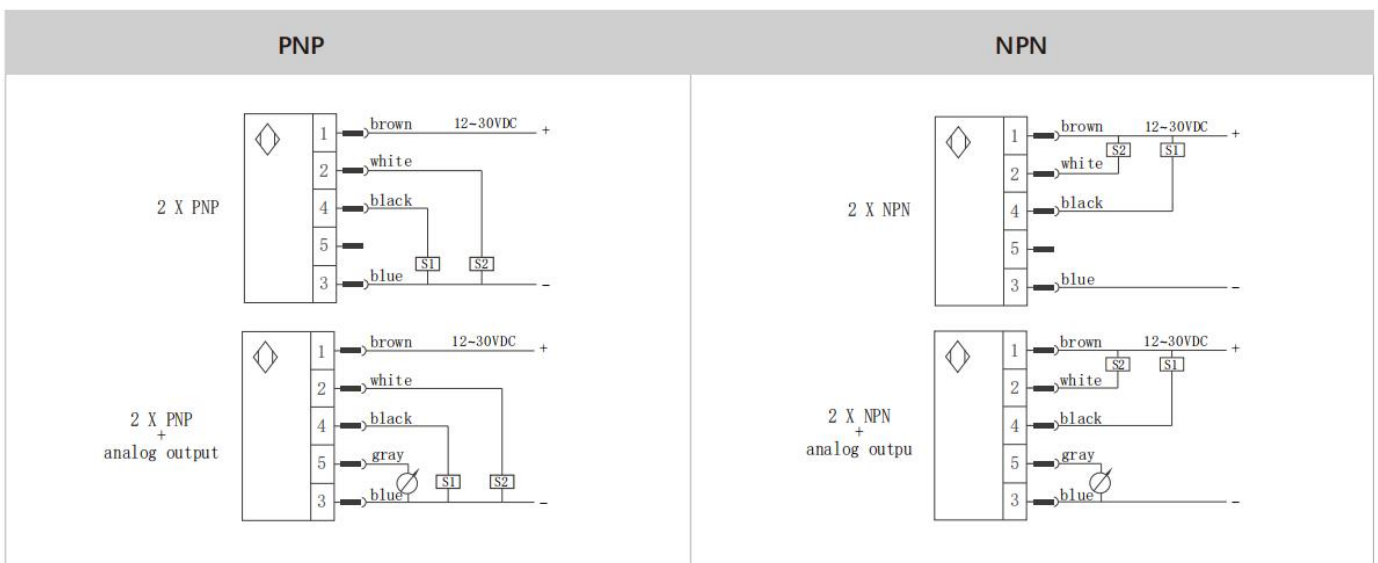 PNP
NPN
2 X PNP
1
brown
12~30VDC
+
2
white
4
black
5
S1
S2
3
blue
-
2 X NPN
1
brown
12~30VDC
+
S2
S1
2
white
4
black
5
3
blue
-
2 X PNP
+
analog output
1
brown
12~30VDC
+
2
white
4
black
5
gray
S1
S2
3
blue
-
2 X NPN
+
analog outpu
1
brown
12~30VDC
+
S2
S1
2
white
4
black
5
gray
3
blue
-